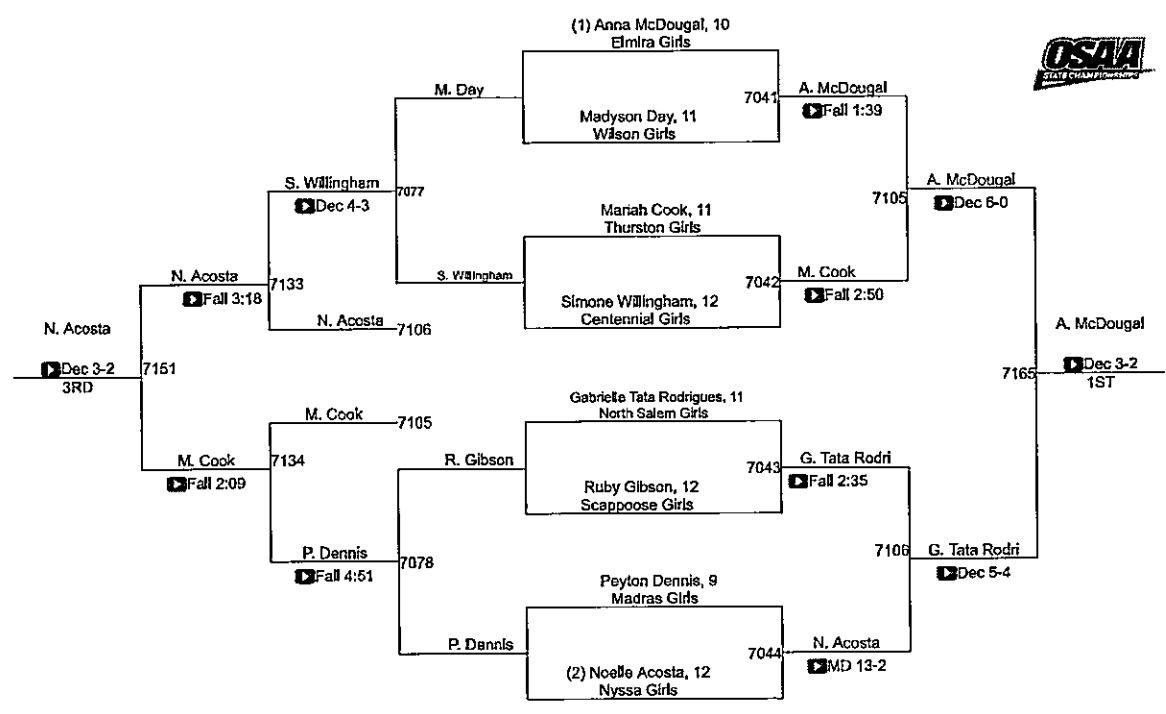 (1) Anna McDougal, 10
Elmira Girls
OSAA
STATE CHAMPIONSHIPS
M. Day
7041
A. McDougal
Fall 1:39
Madyson Day, 11
Wilson Girls
S. Willingham
Dec 4-3
7077
A. McDougal
Dec 6-0
7105
Mariah Cook, 11
Thurston Girls
N. Acosta
Fall 3:18
7133
S. Willingham
7042
M. Cook
Fall 2:50
Simone Willingham, 12
Centennial Girls
N. Acosta
7106
N. Acosta
Dec 3-2
3RD
7151
A. McDougal
Dec 3-2
1ST
7165
Gabrielle Tata Rodrigues, 11
North Salem Girls
M. Cook
7105
M. Cook
Fall 2:09
7134
R. Gibson
7043
G. Tata Rodri
Fall 2:35
Ruby Gibson, 12
Scappoose Girls
P. Dennis
Fall 4:51
7078
7106
G. Tata Rodri
Dec 5-4
Peyton Dennis, 9
Madras Girls
P. Dennis
7044
N. Acosta
MD 13-2
(2) Noelle Acosta, 12
Nyssa Girls